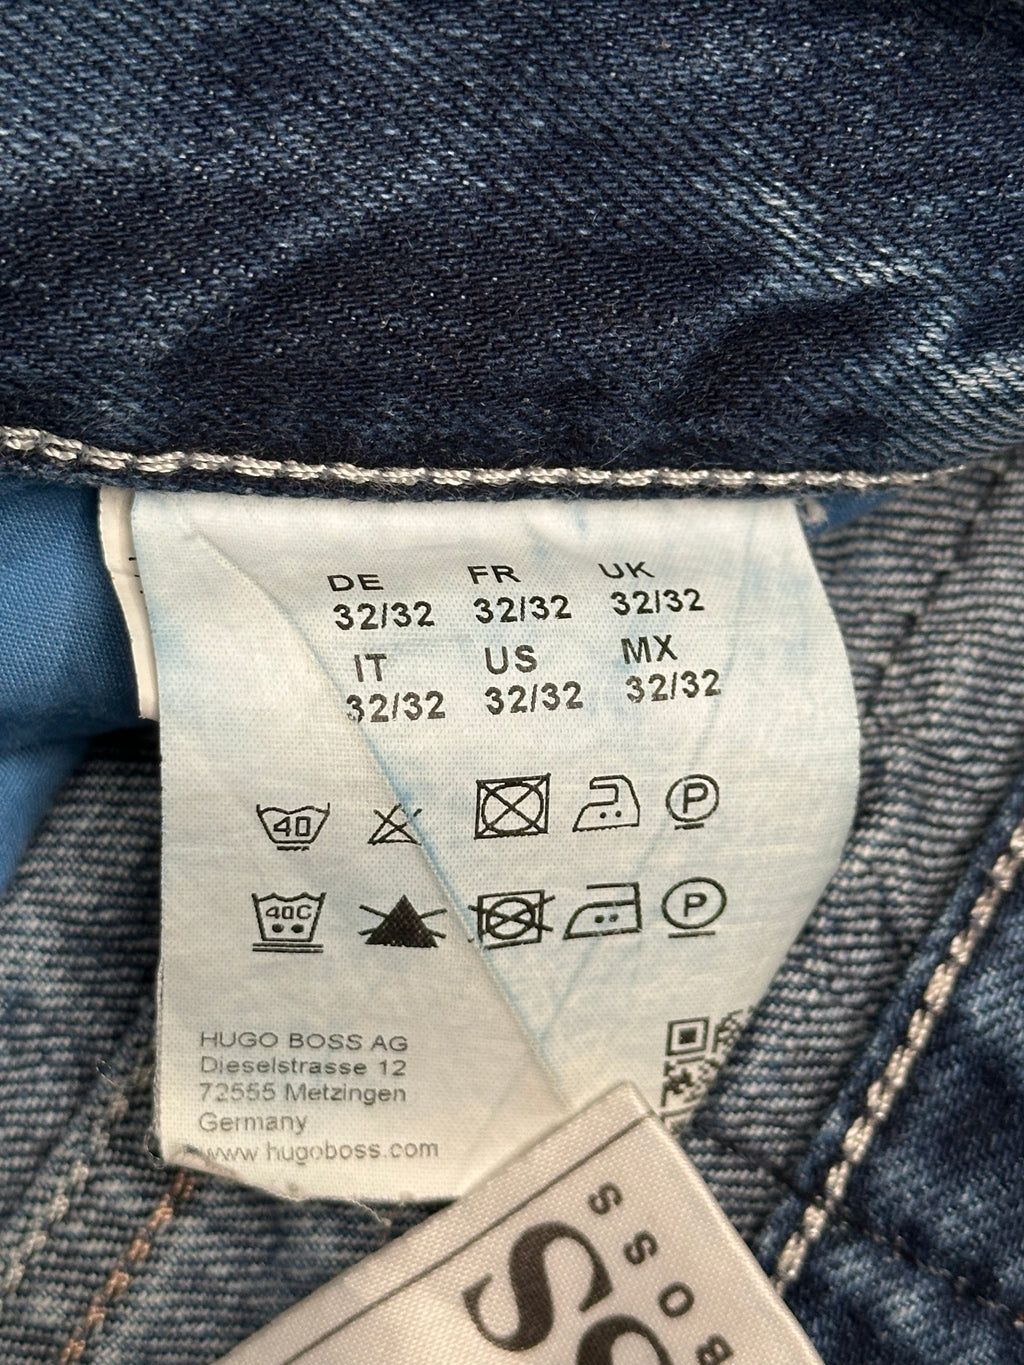 DE FR UK
32/32 32/32 32/32
IT US MX
32/32 32/32 32/32
40 P
40C P
HUGO BOSS AG
Dieselstrasse 12
72555 Metzingen
Germany
www.hugoboss.com
BOSS